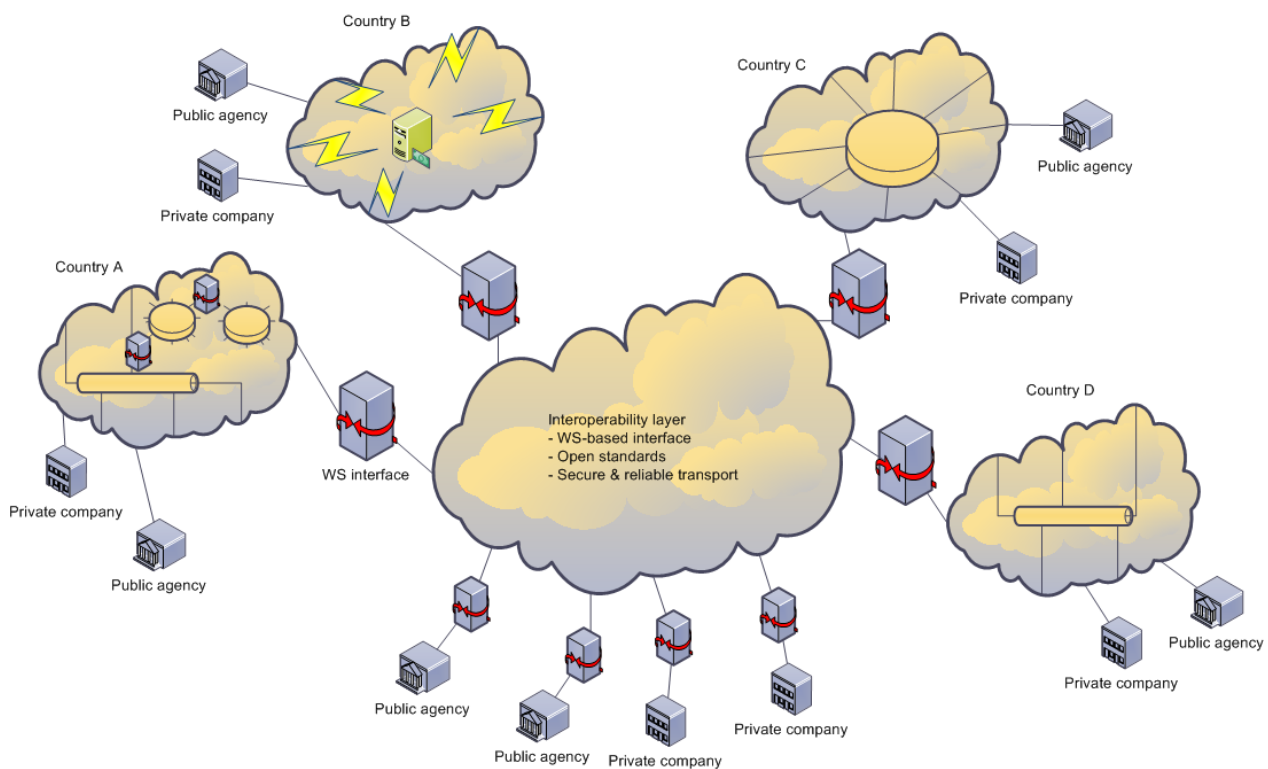 Country B
Country C
Public agency
Public agency
Private company
Country A
Private company
Country D
Interoperability layer
- WS-based interface
- Open standards
- Secure & reliable transport
WS interface
Private company
Public agency
Public agency
Private company
Public agency
Public agency
Private company
Private company